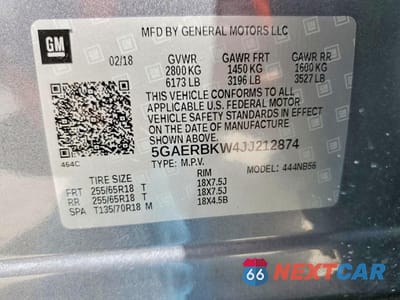 MFD BY GENERAL MOTORS LLC
GM
02/18 GVWR GAWR FRT GAWR RR
2800 KG 1450 KG 1600 KG
6173 LB 3196 LB 3527 LB
THIS VEHICLE CONFORMS TO ALL
APPLICABLE U.S. FEDERAL MOTOR
VEHICLE SAFETY STANDARDS IN EFFECT
ON THE DATE OF MANUFACTURE
SHOWN ABOVE.
5GAERBKW4JJ212874
464C TYPE: M.P.V. MODEL: 444NB56
TIRE SIZE RIM
FRT 255/65R18 T 18X7.5J
RR 255/65R18 T 18X7.5J
SPA T135/70R18 M 18X4.5B
66 NEXTCAR